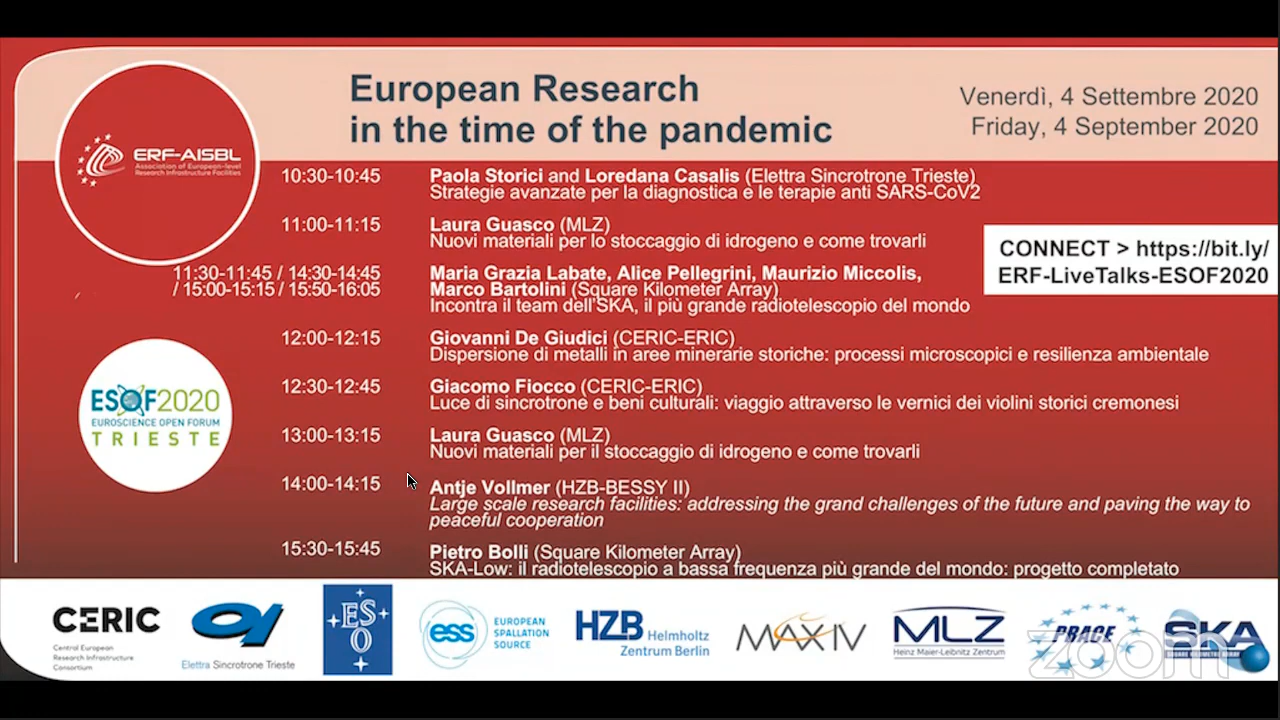 European Research
in the time of the pandemic
Venerdì, 4 Settembre 2020
Friday, 4 September 2020
ERF-AISBL
Association of European-level
Research Infrastructure Facilities
10:30-10:45
Paola Storici and Loredana Casalis (Elettra Sincrotrone Trieste)
Strategie avanzate per la diagnostica e le terapie anti SARS-CoV2
11:00-11:15
Laura Guasco (MLZ)
Nuovi materiali per lo stoccaggio di idrogeno e come trovarli
CONNECT > https://bit.ly/
ERF-LiveTalks-ESOF2020
11:30-11:45 / 14:30-14:45
/ 15:00-15:15 / 15:50-16:05
Maria Grazia Labate, Alice Pellegrini, Maurizio Miccolis,
Marco Bartolini (Square Kilometer Array)
Incontra il team dell'SKA, il più grande radiotelescopio del mondo
12:00-12:15
Giovanni De Giudici (CERIC-ERIC)
Dispersione di metalli in aree minerarie storiche: processi microscopici e resilienza ambientale
ESOF2020
EUROSCIENCE OPEN FORUM
TRIESTE
12:30-12:45
Giacomo Fiocco (CERIC-ERIC)
Luce di sincrotrone e beni culturali: viaggio attraverso le vernici dei violini storici cremonesi
13:00-13:15
Laura Guasco (MLZ)
Nuovi materiali per il stoccaggio di idrogeno e come trovarli
14:00-14:15
Antje Vollmer (HZB-BESSY II)
Large scale research facilities: addressing the grand challenges of the future and paving the way to
peaceful cooperation
15:30-15:45
Pietro Bolli (Square Kilometer Array)
SKA-Low: il radiotelescopio a bassa frequenza più grande del mondo: progetto completato
CERIC
Central European
Research Infrastructure
Consortium
Elettra Sincrotrone Trieste
ESO
ess
EUROPEAN
SPALLATION
SOURCE
HZB Helmholtz
Zentrum Berlin
MAX IV
MLZ
Heinz Maier-Leibnitz Zentrum
PRACE
SKA
SQUARE KILOMETRE ARRAY
zoom